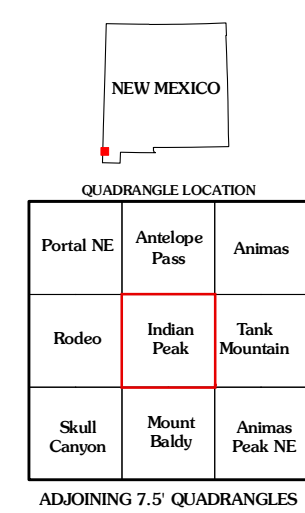 NEW MEXICO
QUADRANGLE LOCATION
Portal NE
Antelope
Pass
Animas
Rodeo
Indian
Peak
Tank
Mountain
Skull
Canyon
Mount
Baldy
Animas
Peak NE
ADJOINING 7.5' QUADRANGLES